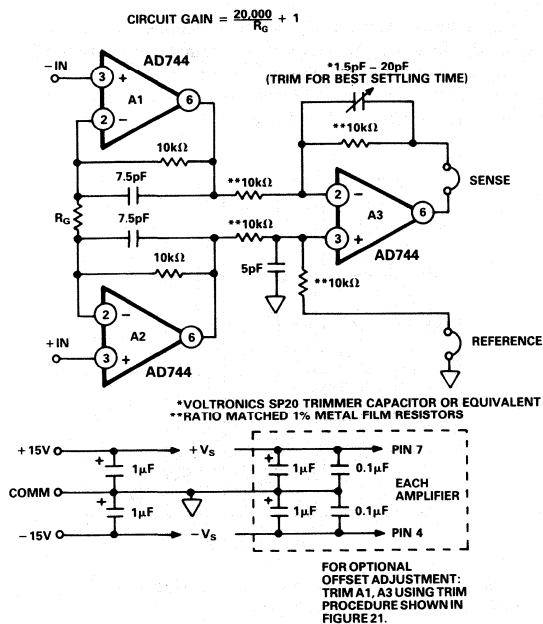 CIRCUIT GAIN = 20,000 / RG + 1
AD744
*1.5pF – 20pF
(TRIM FOR BEST SETTLING TIME)
–IN
3
+
A1
6
2
–
**10kΩ
10kΩ
7.5pF
**10kΩ
2
–
SENSE
RG
7.5pF
**10kΩ
A3
6
3
+
10kΩ
5pF
**10kΩ
AD744
2
–
A2
6
REFERENCE
+IN
3
+
AD744
*VOLTRONICS SP20 TRIMMER CAPACITOR OR EQUIVALENT
**RATIO MATCHED 1% METAL FILM RESISTORS
+15V
+VS
PIN 7
+
1μF
+
1μF
0.1μF
EACH
AMPLIFIER
COMM
+
1μF
+
1μF
0.1μF
–15V
–VS
PIN 4
FOR OPTIONAL
OFFSET ADJUSTMENT:
TRIM A1, A3 USING TRIM
PROCEDURE SHOWN IN
FIGURE 21.